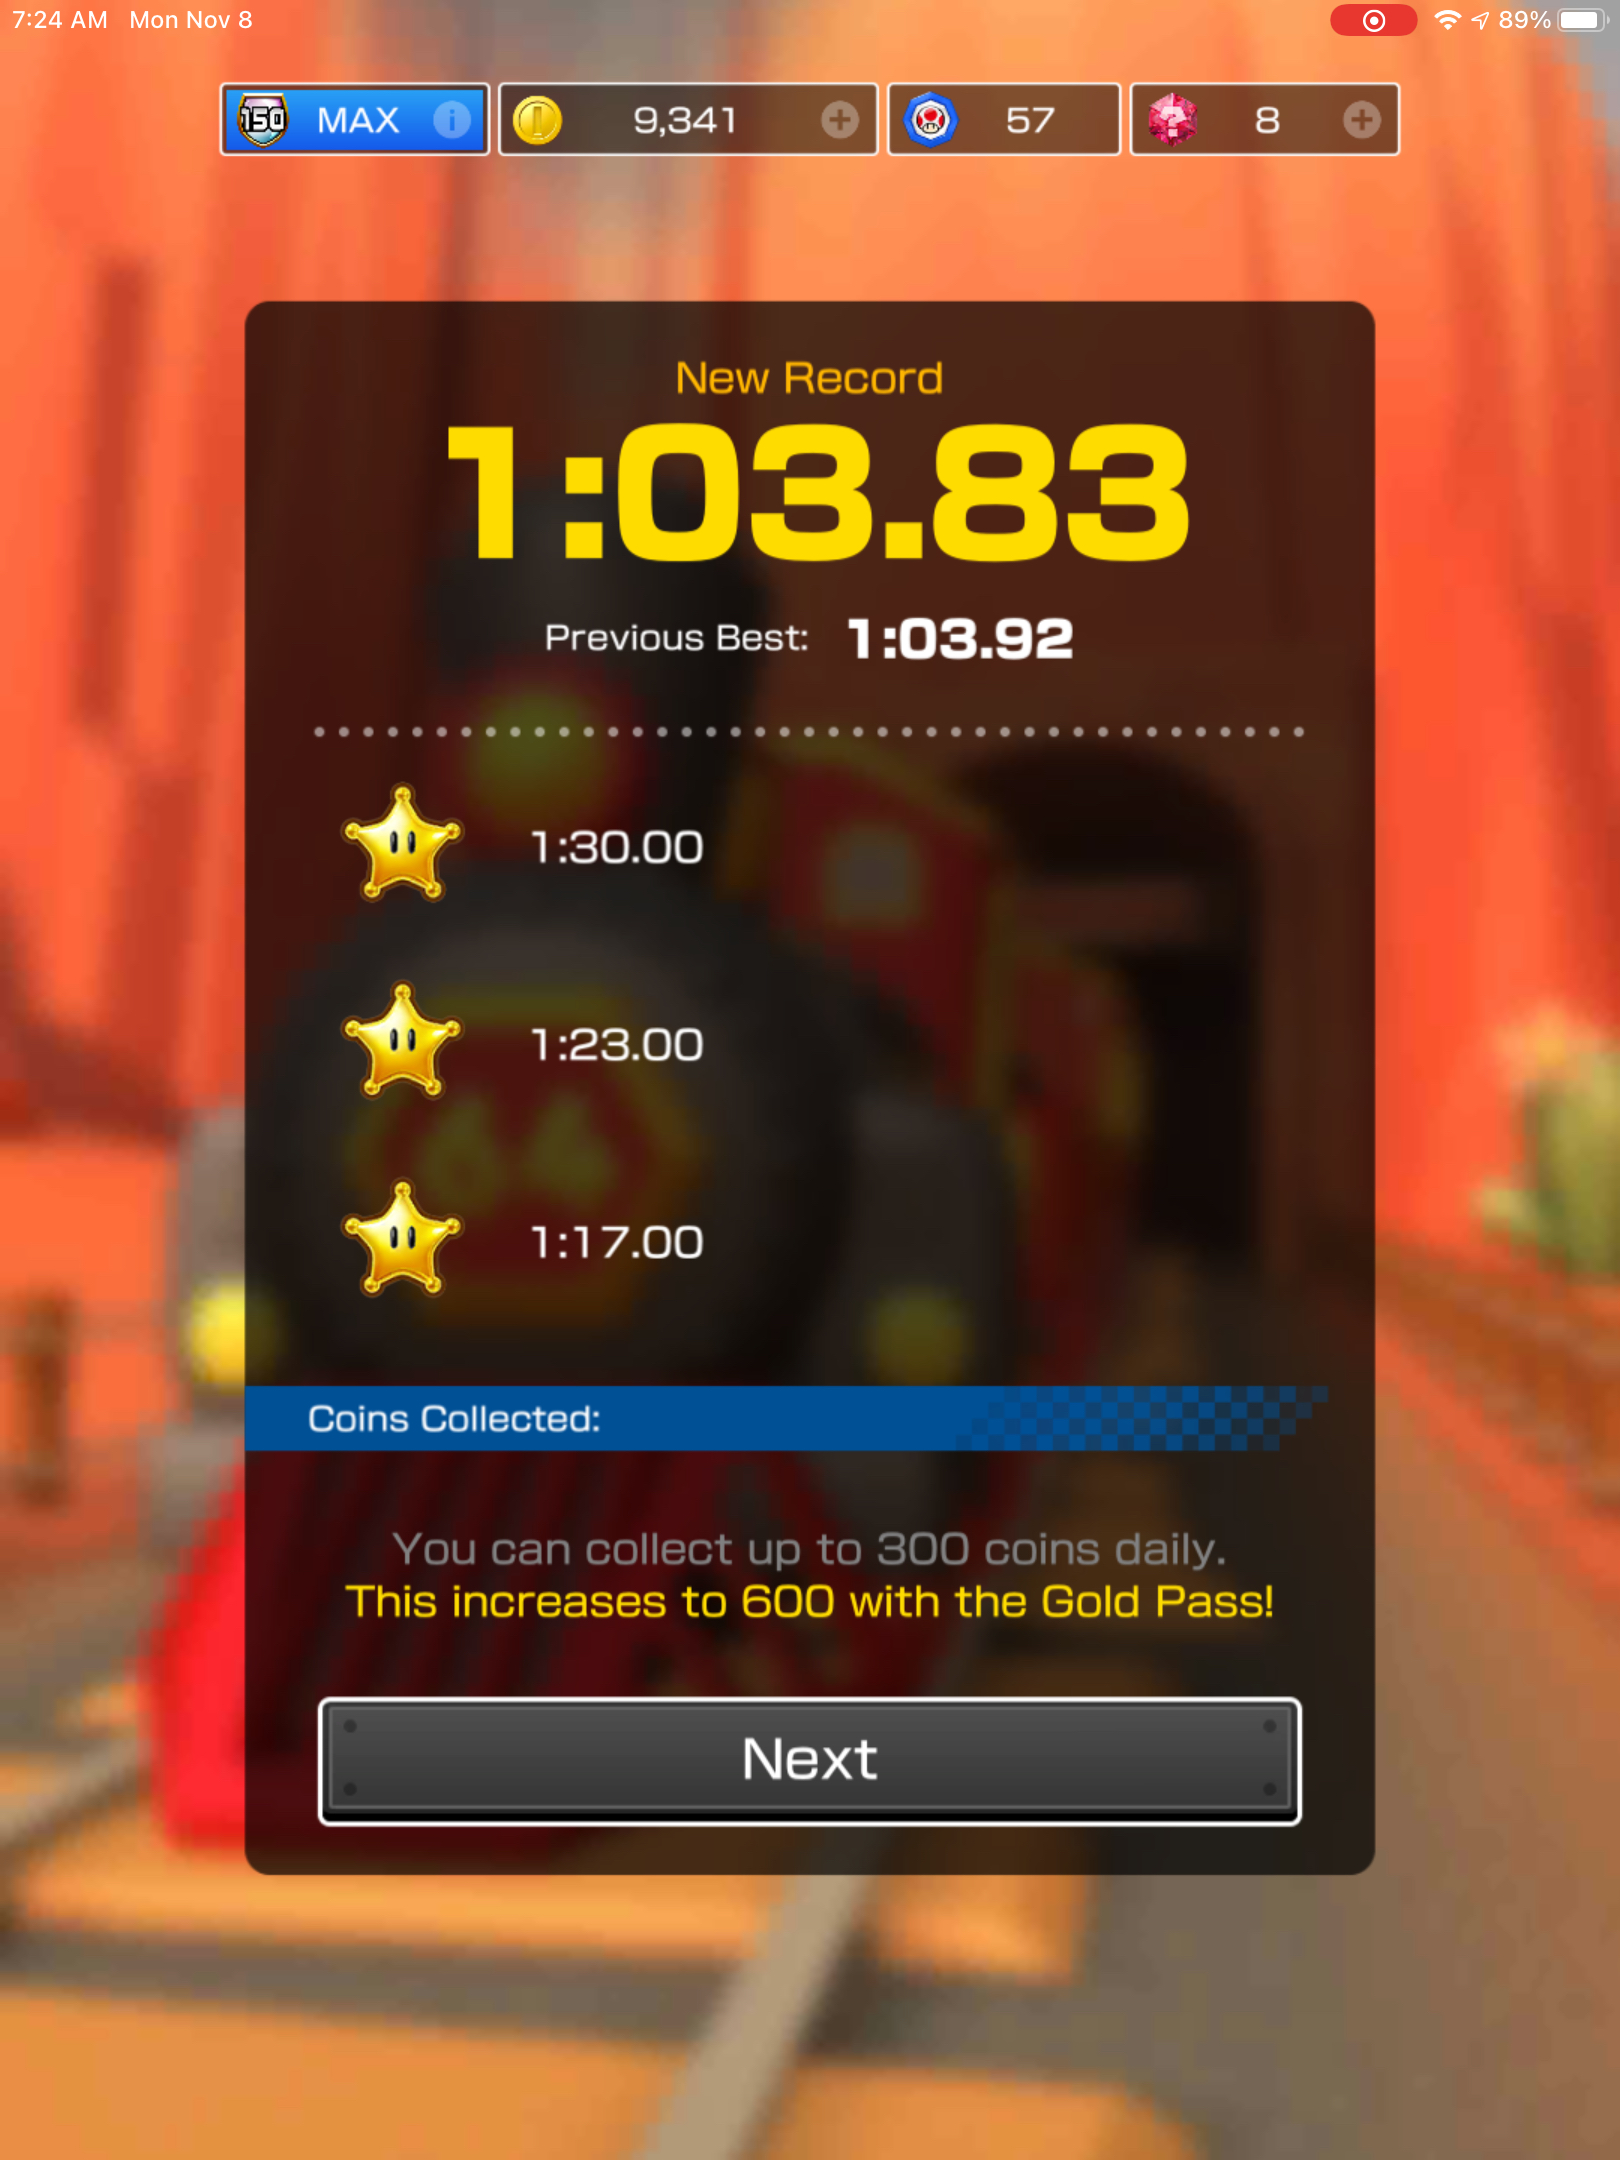 7:24 AM Mon Nov 8 89%
150 MAX i 9,341 + 57 ? 8 +
New Record
1:03.83
Previous Best: 1:03.92
1:30.00
1:23.00
64
1:17.00
Coins Collected:
You can collect up to 300 coins daily.
This increases to 600 with the Gold Pass!
Next